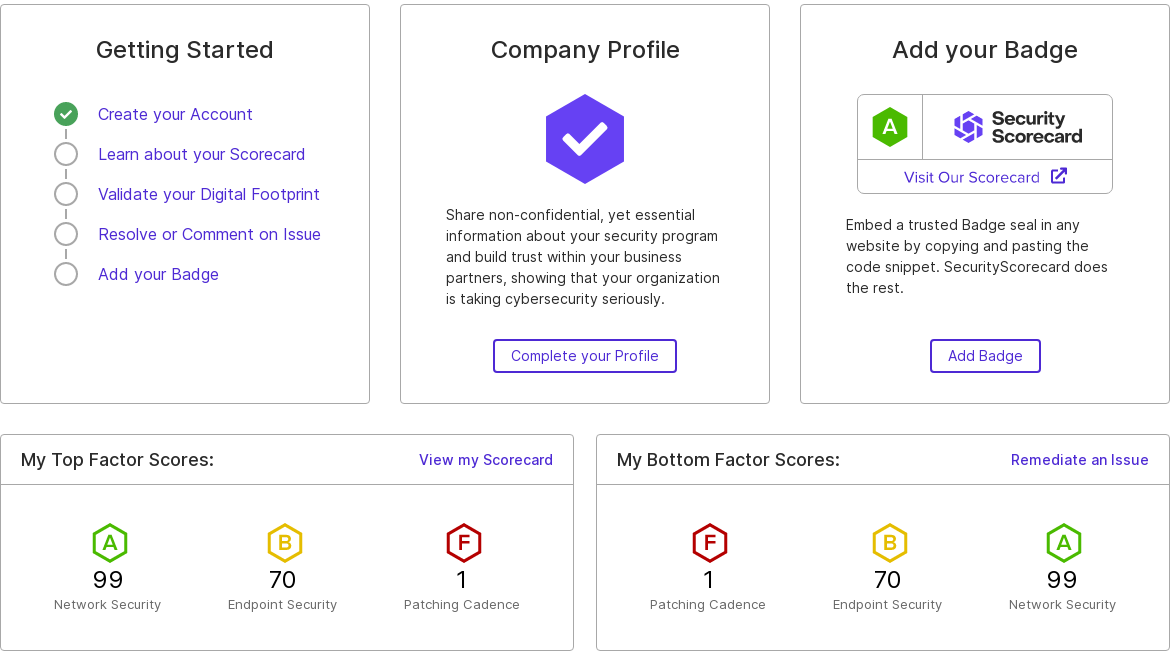 Getting Started
Create your Account
Learn about your Scorecard
Validate your Digital Footprint
Resolve or Comment on Issue
Add your Badge
Company Profile
Share non-confidential, yet essential
information about your security program
and build trust within your business
partners, showing that your organization
is taking cybersecurity seriously.
Complete your Profile
Add your Badge
A
Security
Scorecard
Visit Our Scorecard
Embed a trusted Badge seal in any
website by copying and pasting the
code snippet. SecurityScorecard does
the rest.
Add Badge
My Top Factor Scores: View my Scorecard
A B F
99 70 1
Network Security Endpoint Security Patching Cadence
My Bottom Factor Scores: Remediate an Issue
F B A
1 70 99
Patching Cadence Endpoint Security Network Security